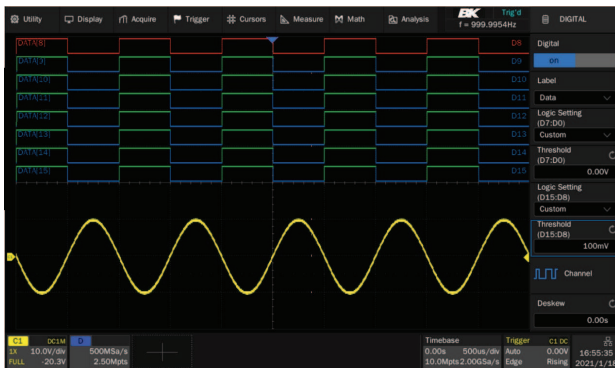 Utility Display Acquire Trigger Cursors Measure Math Analysis BK Trig'd DIGITAL
f = 999.9954Hz
DATA[8] D8
DATA[9] D9
DATA[10] D10
DATA[11] D11
DATA[12] D12
DATA[13] D13
DATA[14] D14
DATA[15] D15
Digital
on
Label
Data
Logic Setting
(D7:D0)
Custom
Threshold
(D7:D0)
0.00V
Logic Setting
(D15:D8)
Custom
Threshold
(D15:D8)
100mV
Channel
Deskew
0.00s
C1 DC1M D Timebase Trigger C1 DC
1X 10.0V/div 500MSa/s 0.00s 500us/div Auto 0.00V 16:55:35
FULL -20.3V 2.50Mpts 10.0Mpts 2.00GSa/s Edge Rising 2021/1/18